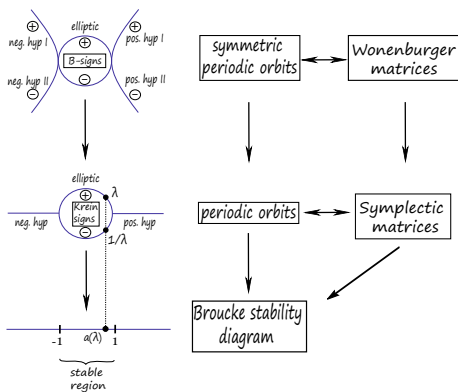 elliptic
⊕ ⊕ ⊕
neg. hyp I
pos. hyp I
B-signs
neg. hyp II
pos. hyp II
⊖ ⊖ ⊖
symmetric
periodic orbits
Wonenburger
matrices
elliptic
⊕
λ
Krein
signs
neg. hyp
pos. hyp
⊖
1/λ
periodic orbits
Symplectic
matrices
Broucke stability
diagram
-1
a(λ)
1
stable
region